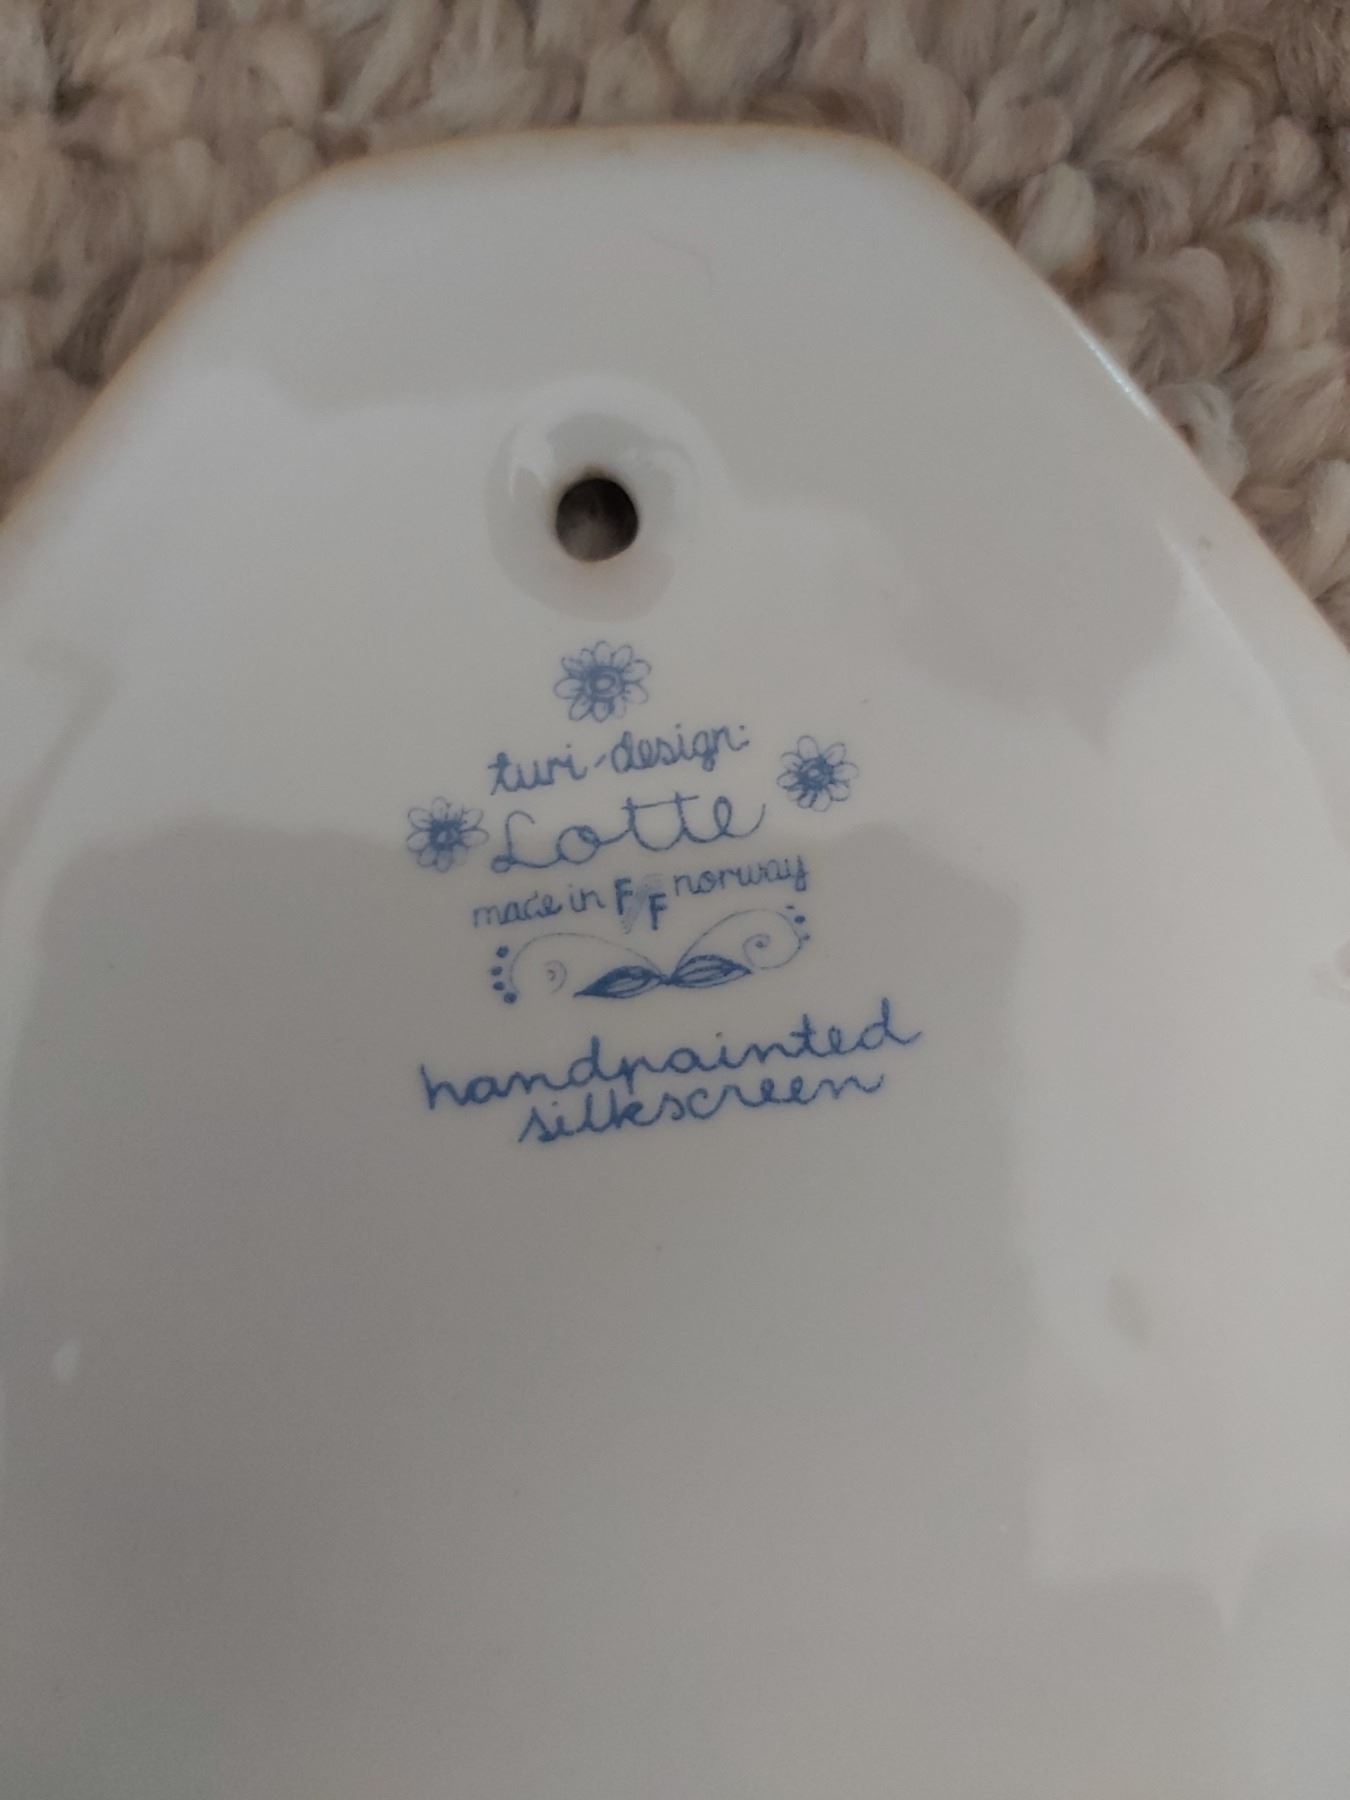 turi-design:
Lotte
made in FF norway
handpainted
silkscreen